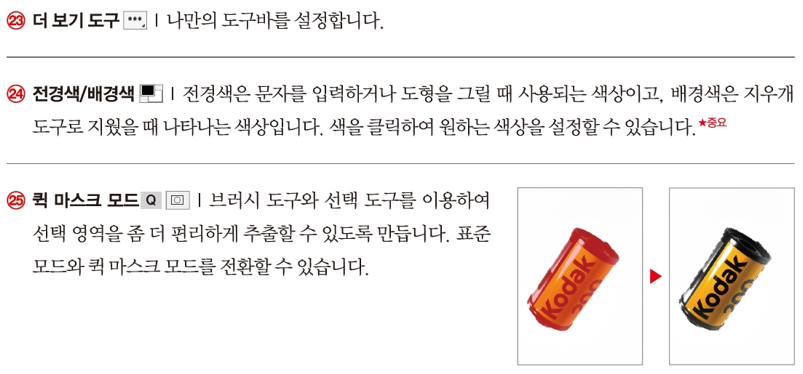 ㉓ 더 보기 도구 ••• | 나만의 도구바를 설정합니다.
㉔ 전경색/배경색 | 전경색은 문자를 입력하거나 도형을 그릴 때 사용되는 색상이고, 배경색은 지우개
도구로 지웠을 때 나타나는 색상입니다. 색을 클릭하여 원하는 색상을 설정할 수 있습니다. ★중요
㉕ 퀵 마스크 모드 Q | 브러시 도구와 선택 도구를 이용하여
선택 영역을 좀 더 편리하게 추출할 수 있도록 만듭니다. 표준
모드와 퀵 마스크 모드를 전환할 수 있습니다.
Kodak
200
Kodak
200